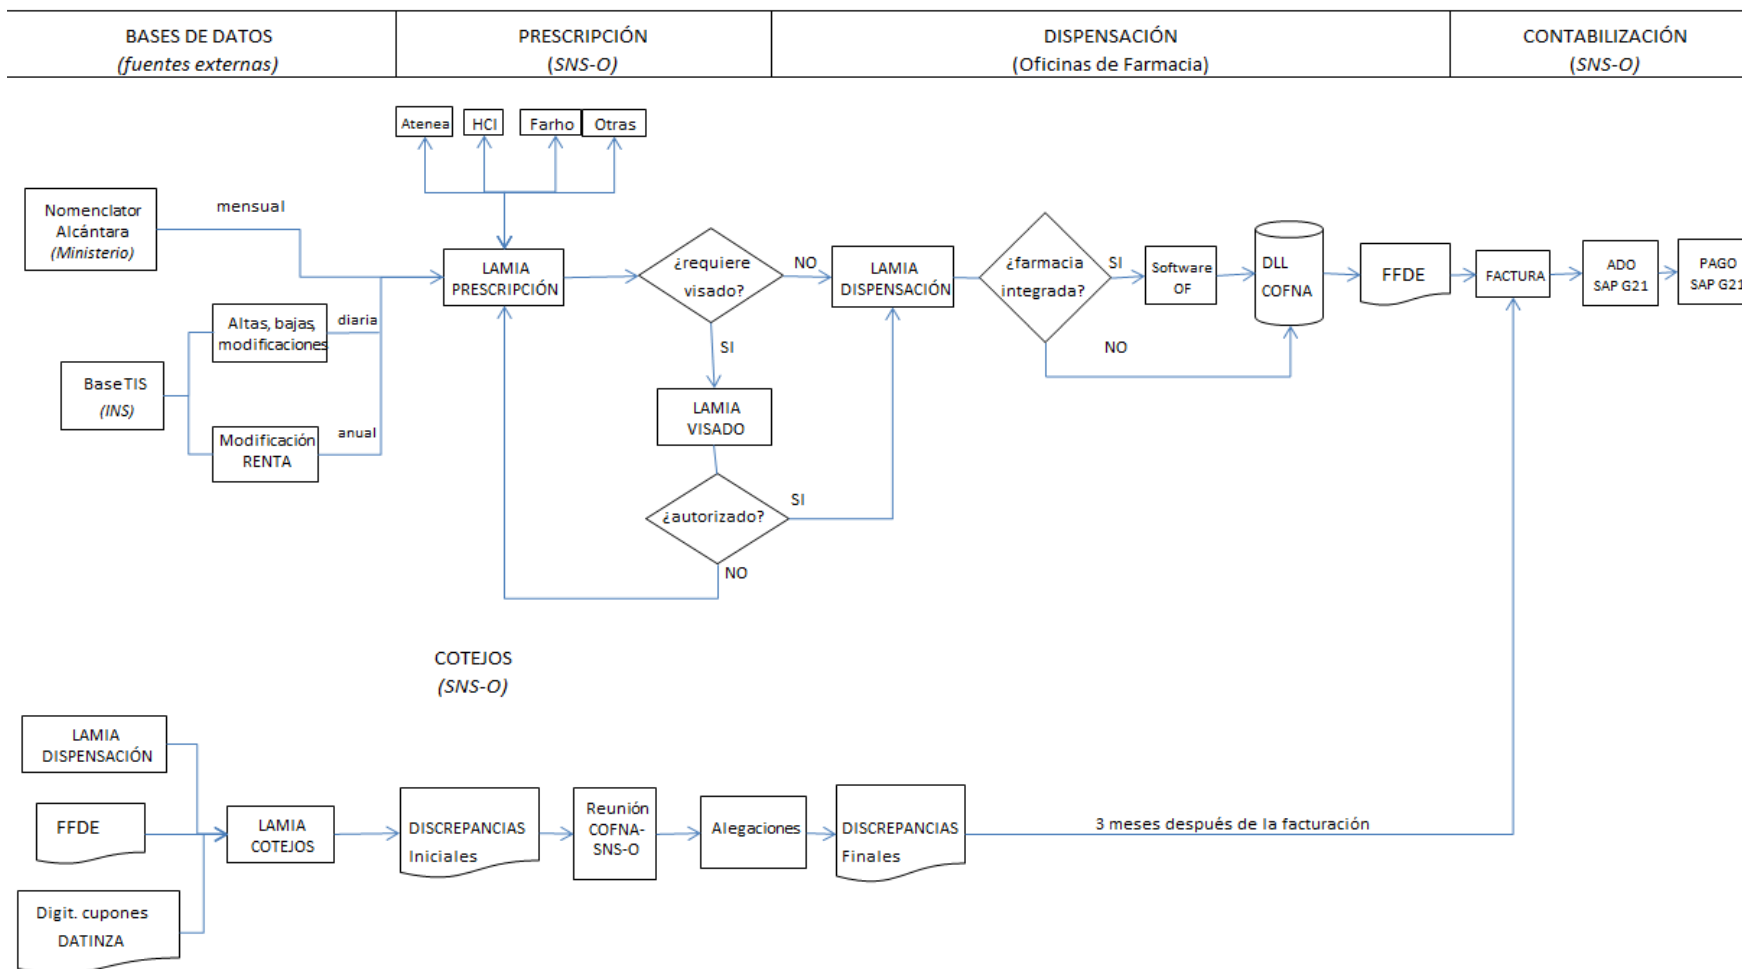 BASES DE DATOS
(fuentes externas)
PRESCRIPCIÓN
(SNS-O)
DISPENSACIÓN
(Oficinas de Farmacia)
CONTABILIZACIÓN
(SNS-O)
Atenea
HCI
Farho
Otras
Nomenclator
Alcántara
(Ministerio)
mensual
Altas, bajas,
modificaciones
diaria
BaseTIS
(INS)
Modificación
RENTA
anual
LAMIA
PRESCRIPCIÓN
¿requiere
visado?
NO
SI
LAMIA
VISADO
¿autorizado?
SI
NO
LAMIA
DISPENSACIÓN
¿farmacia
integrada?
SI
NO
Software
OF
DLL
COFNA
FFDE
FACTURA
ADO
SAP G21
PAGO
SAP G21
COTEJOS
(SNS-O)
LAMIA
DISPENSACIÓN
FFDE
Digit. cupones
DATINZA
LAMIA
COTEJOS
DISCREPANCIAS
Iniciales
Reunión
COFNA-
SNS-O
Alegaciones
DISCREPANCIAS
Finales
3 meses después de la facturación